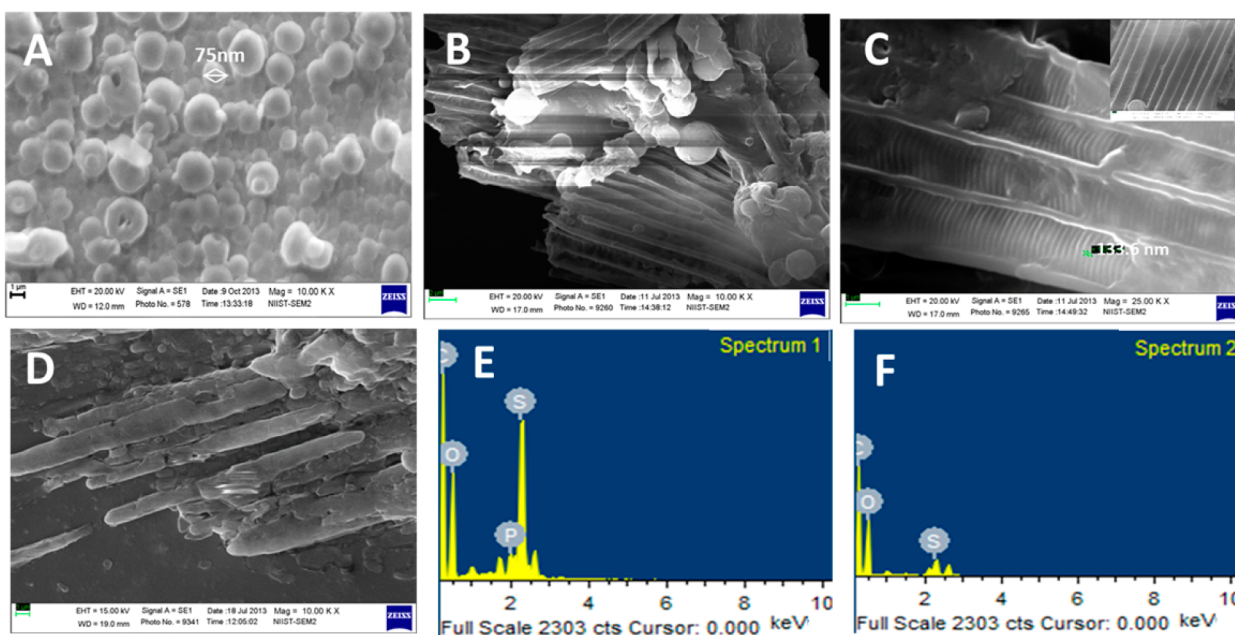 A
75nm
1 µm
EHT = 20.00 kV
Signal A = SE1
Date :9 Oct 2013
Mag = 10.00 K X
WD = 12.0 mm
Photo No. = 578
Time :13:33:18
NIIST-SEM2
ZEISS
B
EHT = 20.00 kV
Signal A = SE1
Date :11 Jul 2013
Mag = 10.00 K X
WD = 17.0 mm
Photo No. = 9260
Time :14:38:12
NIIST-SEM2
ZEISS
C
133.6 nm
EHT = 20.00 kV
Signal A = SE1
Date :11 Jul 2013
Mag = 25.00 K X
WD = 17.0 mm
Photo No. = 9265
Time :14:49:32
NIIST-SEM2
ZEISS
D
EHT = 15.00 kV
Signal A = SE1
Date :18 Jul 2013
Mag = 10.00 K X
WD = 19.0 mm
Photo No. = 9341
Time :12:05:02
NIIST-SEM2
ZEISS
E
Spectrum 1
C
O
P
S
2 4 6 8 10
Full Scale 2303 cts Cursor: 0.000 keV
F
Spectrum 2
C
O
S
2 4 6 8 10
Full Scale 2303 cts Cursor: 0.000 keV